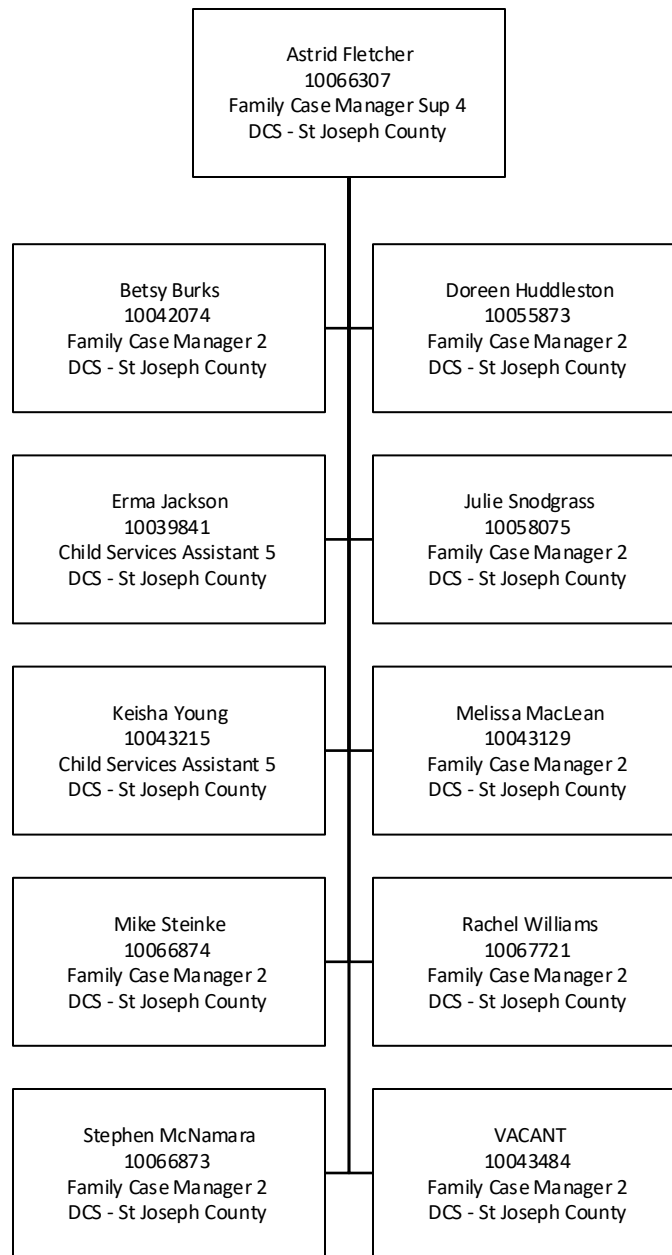 Astrid Fletcher
10066307
Family Case Manager Sup 4
DCS - St Joseph County
Betsy Burks
10042074
Family Case Manager 2
DCS - St Joseph County
Doreen Huddleston
10055873
Family Case Manager 2
DCS - St Joseph County
Erma Jackson
10039841
Child Services Assistant 5
DCS - St Joseph County
Julie Snodgrass
10058075
Family Case Manager 2
DCS - St Joseph County
Keisha Young
10043215
Child Services Assistant 5
DCS - St Joseph County
Melissa MacLean
10043129
Family Case Manager 2
DCS - St Joseph County
Mike Steinke
10066874
Family Case Manager 2
DCS - St Joseph County
Rachel Williams
10067721
Family Case Manager 2
DCS - St Joseph County
Stephen McNamara
10066873
Family Case Manager 2
DCS - St Joseph County
VACANT
10043484
Family Case Manager 2
DCS - St Joseph County